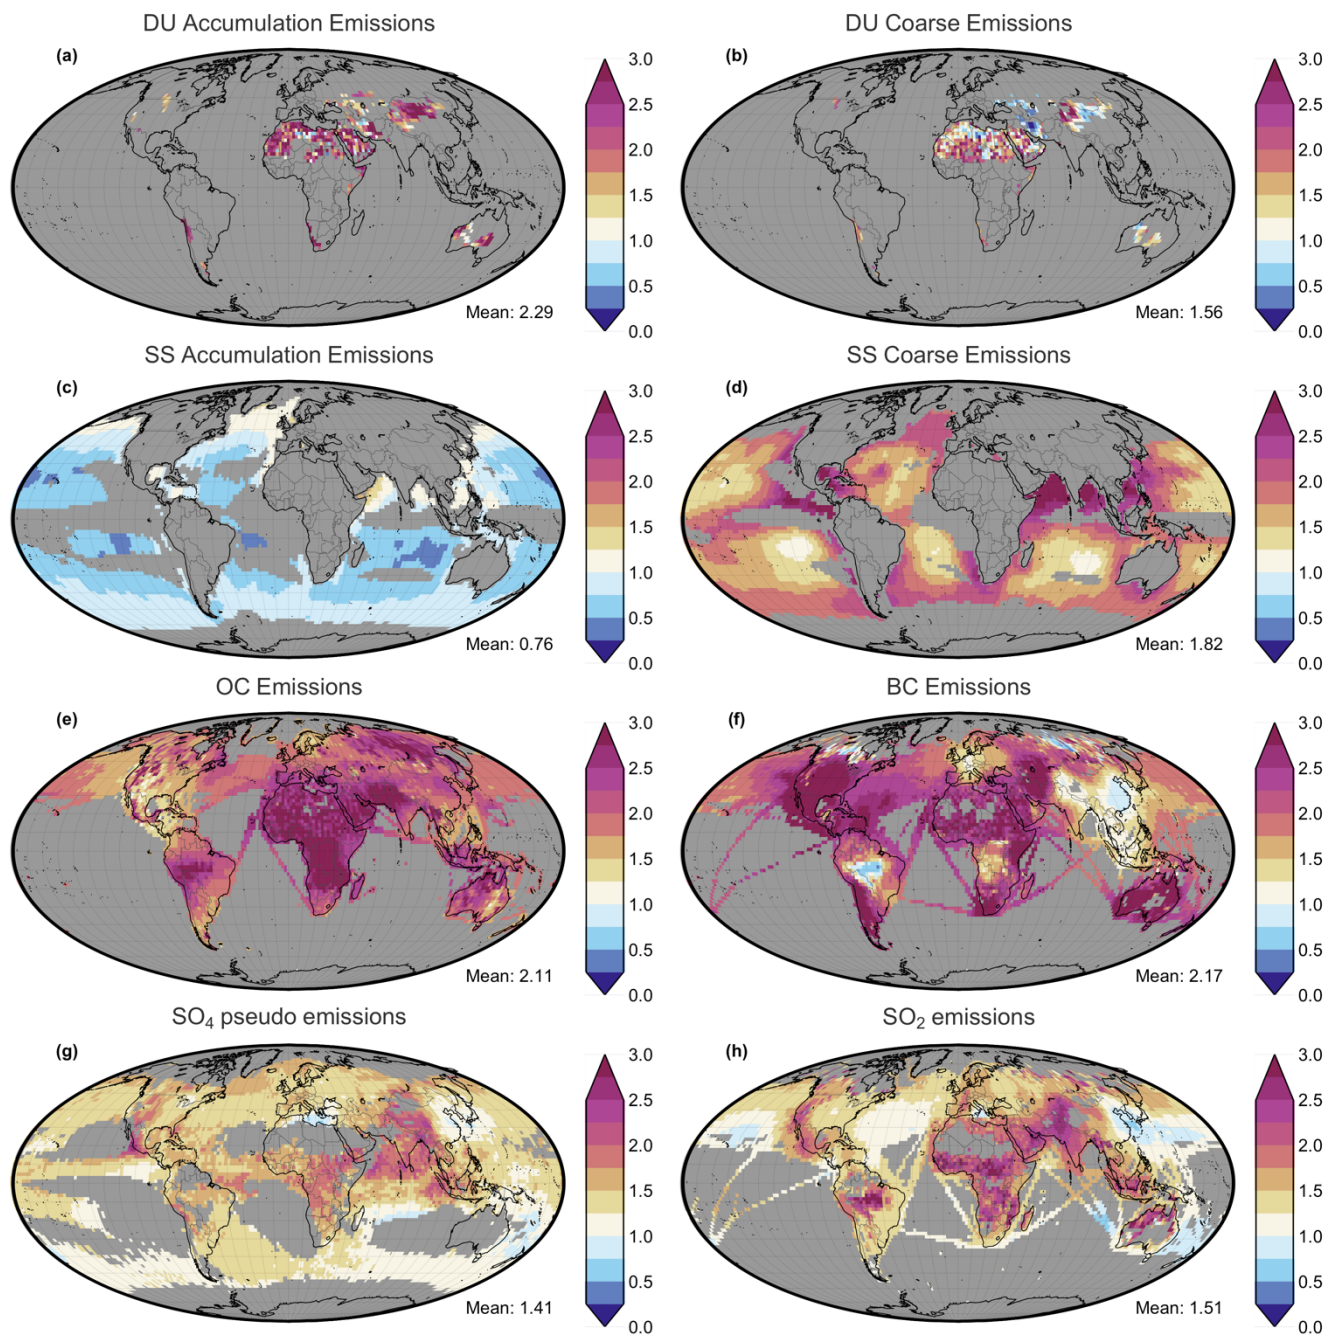 DU Accumulation Emissions
(a)
3.0
2.5
2.0
1.5
1.0
0.5
0.0
Mean: 2.29
DU Coarse Emissions
(b)
3.0
2.5
2.0
1.5
1.0
0.5
0.0
Mean: 1.56
SS Accumulation Emissions
(c)
3.0
2.5
2.0
1.5
1.0
0.5
0.0
Mean: 0.76
SS Coarse Emissions
(d)
3.0
2.5
2.0
1.5
1.0
0.5
0.0
Mean: 1.82
OC Emissions
(e)
3.0
2.5
2.0
1.5
1.0
0.5
0.0
Mean: 2.11
BC Emissions
(f)
3.0
2.5
2.0
1.5
1.0
0.5
0.0
Mean: 2.17
SO₄ pseudo emissions
(g)
3.0
2.5
2.0
1.5
1.0
0.5
0.0
Mean: 1.41
SO₂ emissions
(h)
3.0
2.5
2.0
1.5
1.0
0.5
0.0
Mean: 1.51